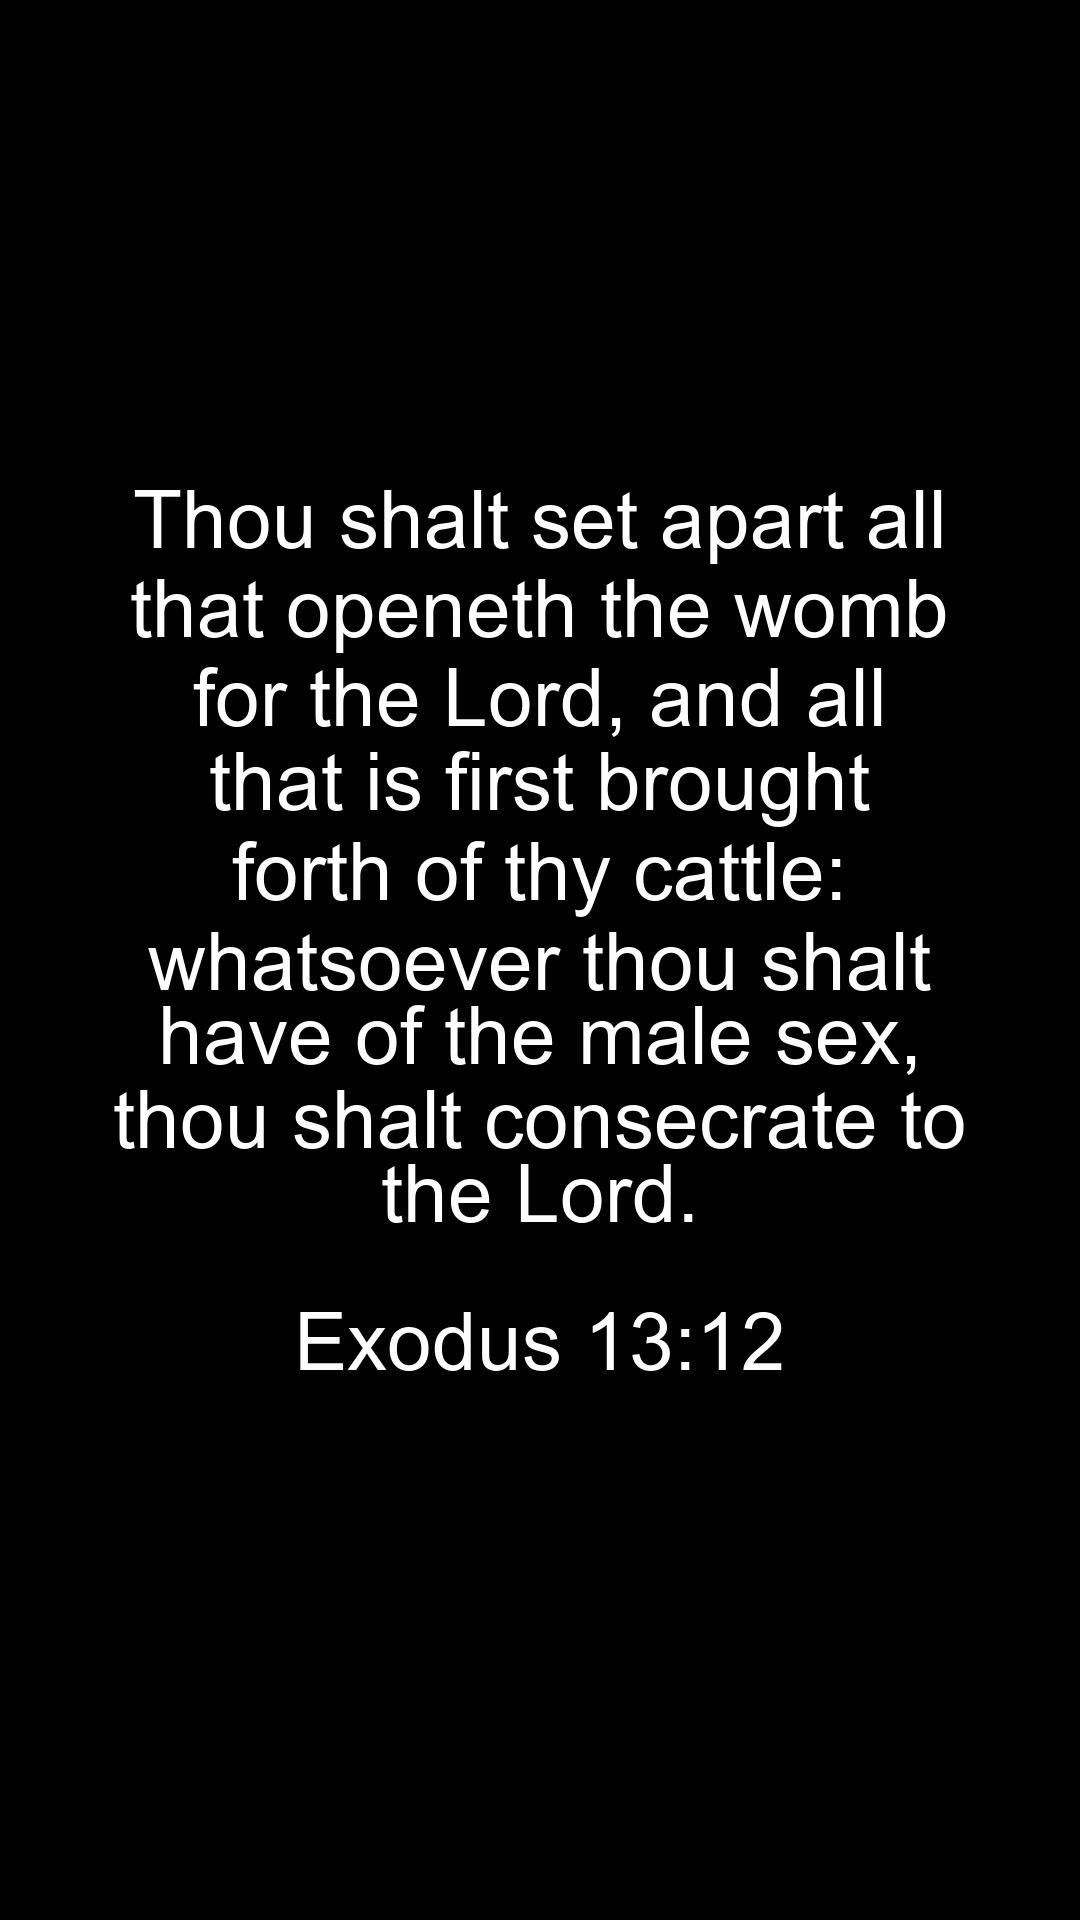 Thou shalt set apart all
that openeth the womb
for the Lord, and all
that is first brought
forth of thy cattle:
whatsoever thou shalt
have of the male sex,
thou shalt consecrate to
the Lord.
Exodus 13:12